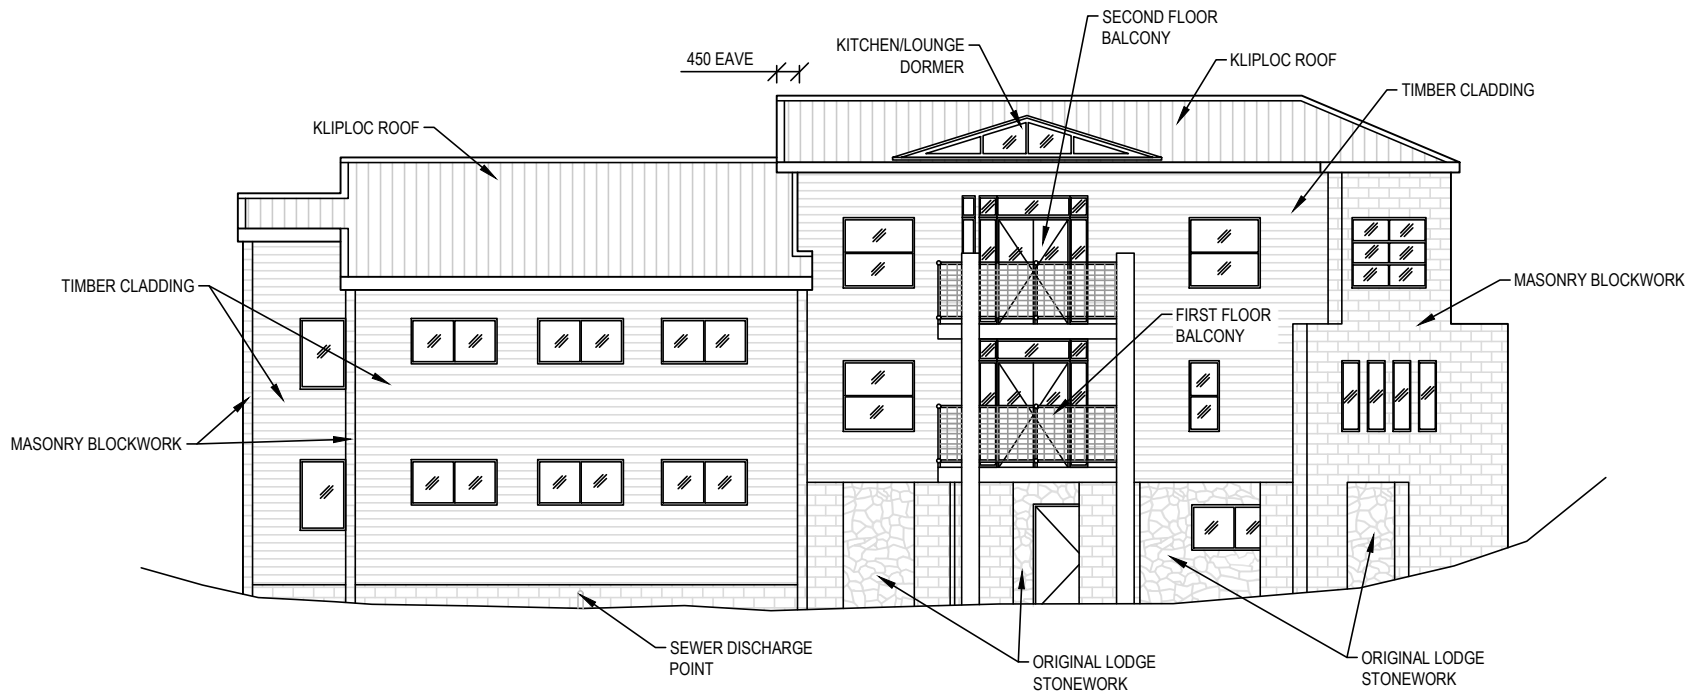 SECOND FLOOR
BALCONY
KITCHEN/LOUNGE
DORMER
450 EAVE
KLIPLOC ROOF
TIMBER CLADDING
KLIPLOC ROOF
TIMBER CLADDING
MASONRY BLOCKWORK
FIRST FLOOR
BALCONY
MASONRY BLOCKWORK
SEWER DISCHARGE
POINT
ORIGINAL LODGE
STONEWORK
ORIGINAL LODGE
STONEWORK